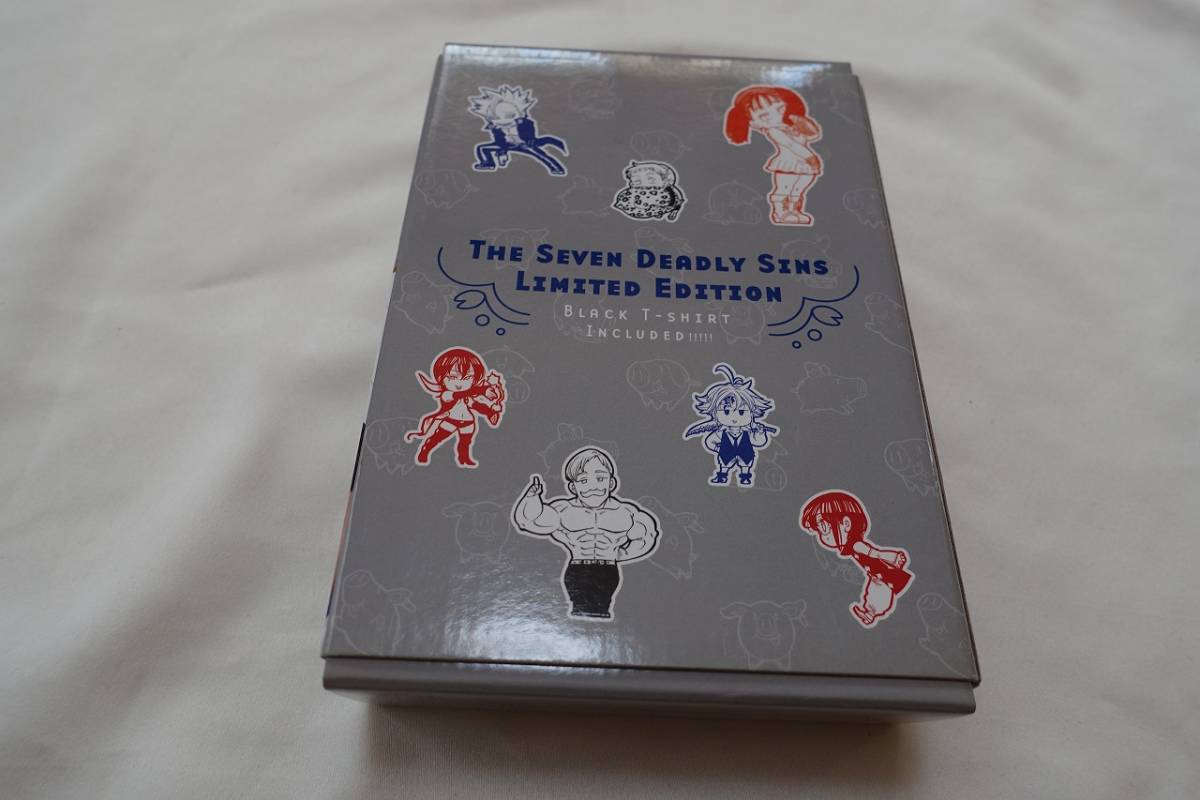 The Seven Deadly Sins
Limited Edition
Black T-shirt
Included!!!!!